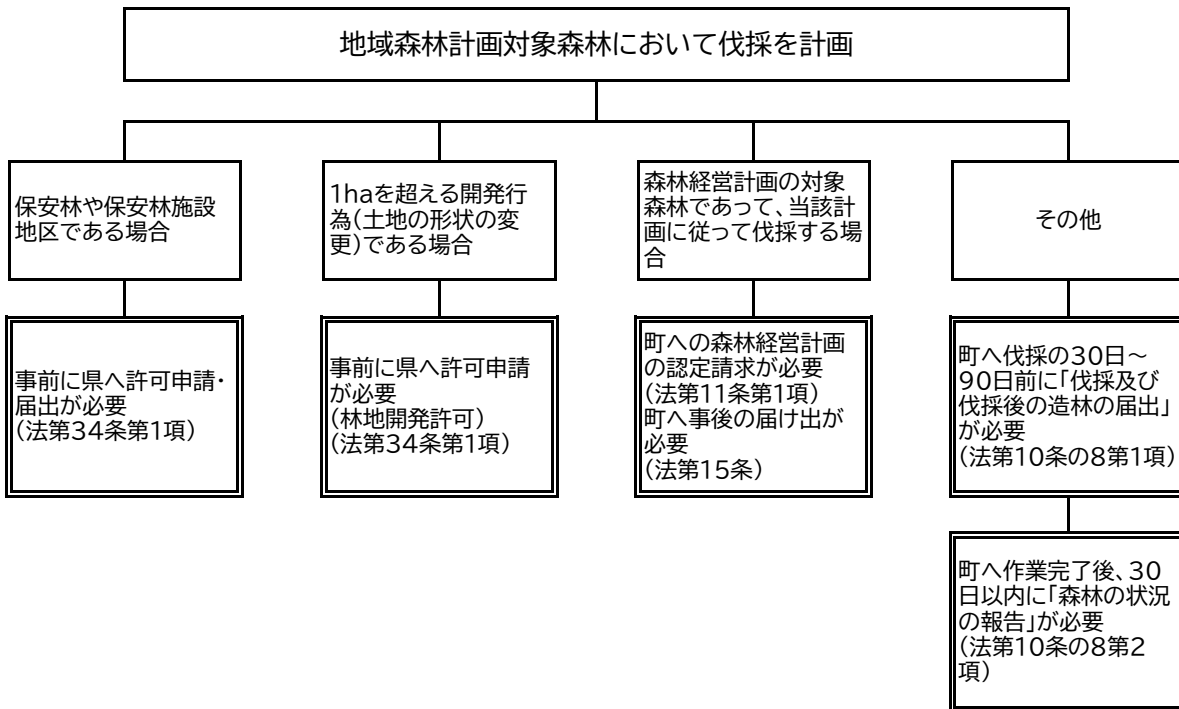 地域森林計画対象森林において伐採を計画
保安林や保安林施設
地区である場合
1haを超える開発行
為(土地の形状の変
更)である場合
森林経営計画の対象
森林であって、当該計
画に従って伐採する場
合
その他
事前に県へ許可申請・
届出が必要
(法第34条第1項)
事前に県へ許可申請
が必要
(林地開発許可)
(法第34条第1項)
町への森林経営計画
の認定請求が必要
(法第11条第1項)
町へ事後の届け出が
必要
(法第15条)
町へ伐採の30日～
90日前に「伐採及び
伐採後の造林の届出」
が必要
(法第10条の8第1項)
町へ作業完了後、30
日以内に「森林の状況
の報告」が必要
(法第10条の8第2
項)